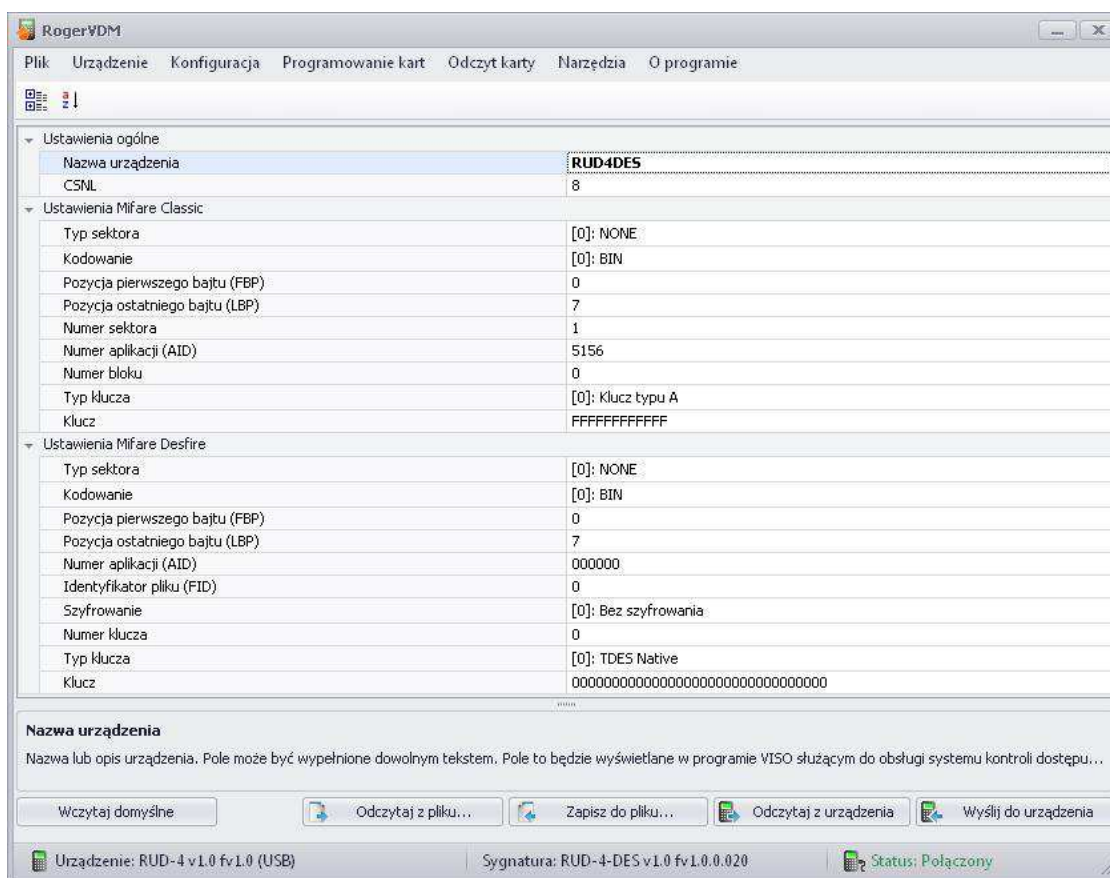 RogerVDM
Plik Urządzenie Konfiguracja Programowanie kart Odczyt karty Narzędzia O programie
Ustawienia ogólne
Nazwa urządzenia RUD4DES
CSNL 8
Ustawienia Mifare Classic
Typ sektora [0]: NONE
Kodowanie [0]: BIN
Pozycja pierwszego bajtu (FBP) 0
Pozycja ostatniego bajtu (LBP) 7
Numer sektora 1
Numer aplikacji (AID) 5156
Numer bloku 0
Typ klucza [0]: Klucz typu A
Klucz FFFFFFFFFFFF
Ustawienia Mifare Desfire
Typ sektora [0]: NONE
Kodowanie [0]: BIN
Pozycja pierwszego bajtu (FBP) 0
Pozycja ostatniego bajtu (LBP) 7
Numer aplikacji (AID) 000000
Identyfikator pliku (FID) 0
Szyfrowanie [0]: Bez szyfrowania
Numer klucza 0
Typ klucza [0]: TDES Native
Klucz 00000000000000000000000000000000
Nazwa urządzenia
Nazwa lub opis urządzenia. Pole może być wypełnione dowolnym tekstem. Pole to będzie wyświetlane w programie VISO służącym do obsługi systemu kontroli dostępu...
Wczytaj domyślne Odczytaj z pliku... Zapisz do pliku... Odczytaj z urządzenia Wyślij do urządzenia
Urządzenie: RUD-4 v1.0 fv1.0 (USB) Sygnatura: RUD-4-DES v1.0 fv1.0.0.020 Status: Połączony